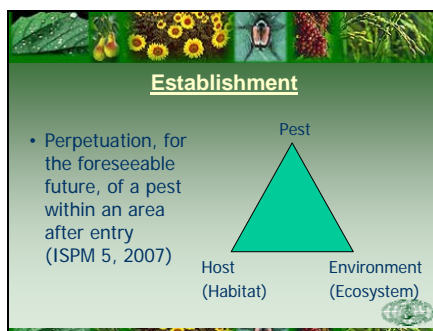 Establishment
• Perpetuation, for
the foreseeable
future, of a pest
within an area
after entry
(ISPM 5, 2007)
Pest
Host
(Habitat)
Environment
(Ecosystem)